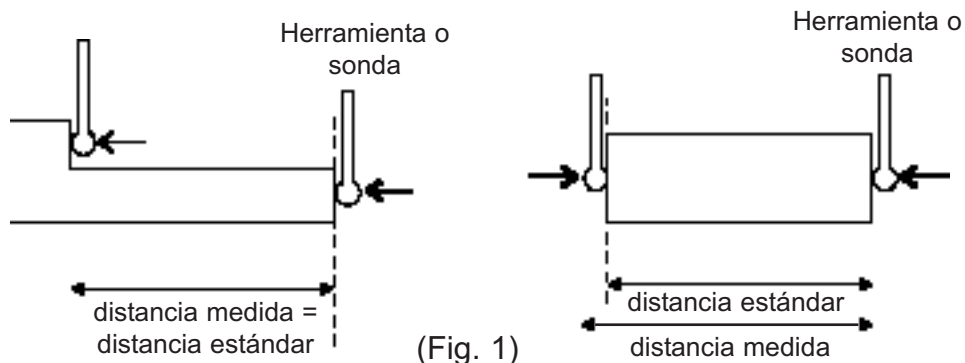 Herramienta o
sonda
distancia medida =
distancia estándar
Herramienta o
sonda
distancia estándar
distancia medida
(Fig. 1)